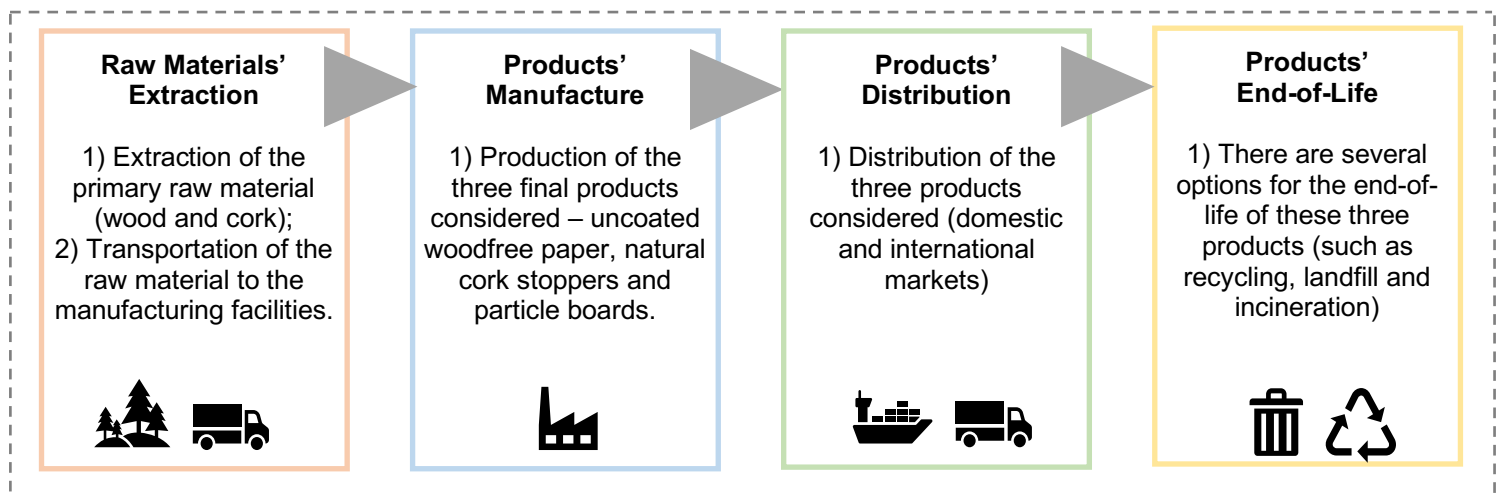 Raw Materials’
Extraction
1) Extraction of the
primary raw material
(wood and cork);
2) Transportation of the
raw material to the
manufacturing facilities.
Products’
Manufacture
1) Production of the
three final products
considered – uncoated
woodfree paper, natural
cork stoppers and
particle boards.
Products’
Distribution
1) Distribution of the
three products
considered (domestic
and international
markets)
Products’
End-of-Life
1) There are several
options for the end-of-
life of these three
products (such as
recycling, landfill and
incineration)